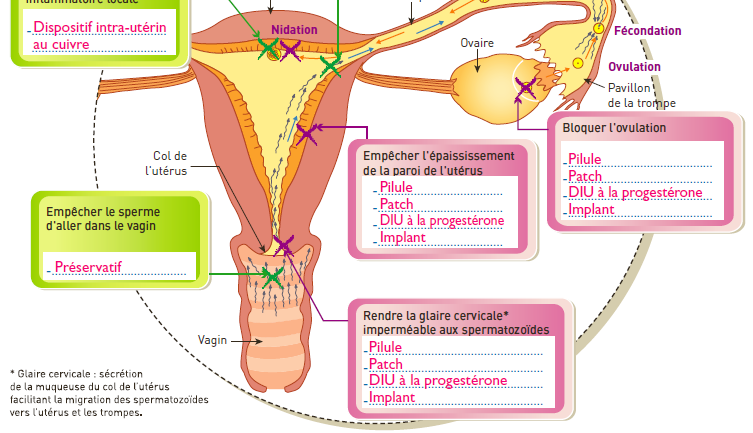 inflammatoire locale
- Dispositif intra-utérin
au cuivre
Nidation
Ovaire
Fécondation
Ovulation
Pavillon
de la trompe
Bloquer l'ovulation
- Pilule
- Patch
- DIU à la progestérone
- Implant
Col de
l'utérus
Empêcher l'épaississement
de la paroi de l'utérus
- Pilule
- Patch
- DIU à la progestérone
- Implant
Empêcher le sperme
d'aller dans le vagin
- Préservatif
Rendre la glaire cervicale*
imperméable aux spermatozoïdes
- Pilule
- Patch
- DIU à la progestérone
- Implant
Vagin
* Glaire cervicale : sécrétion
de la muqueuse du col de l'utérus
facilitant la migration des spermatozoïdes
vers l'utérus et les trompes.